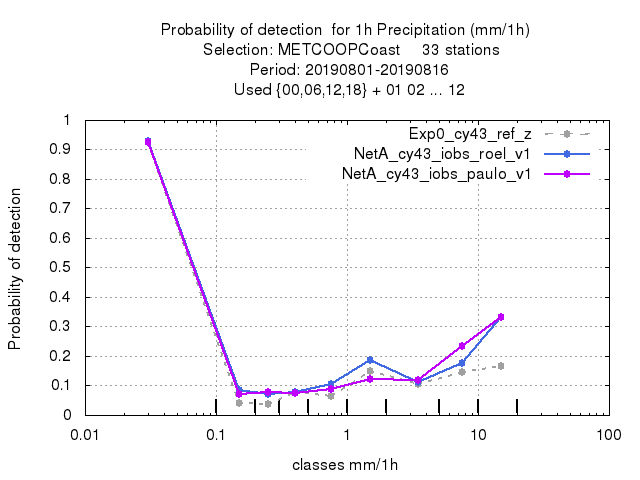 Probability of detection  for 1h Precipitation (mm/1h)
Selection: METCOOPCoast     33 stations
Period: 20190801-20190816
Used {00,06,12,18} + 01 02 ... 12
Exp0_cy43_ref_z
NetA_cy43_iobs_roel_v1
NetA_cy43_iobs_paulo_v1
1
0.9
0.8
0.7
0.6
0.5
0.4
0.3
0.2
0.1
0
Probability of detection
0.01
0.1
1
10
100
classes mm/1h